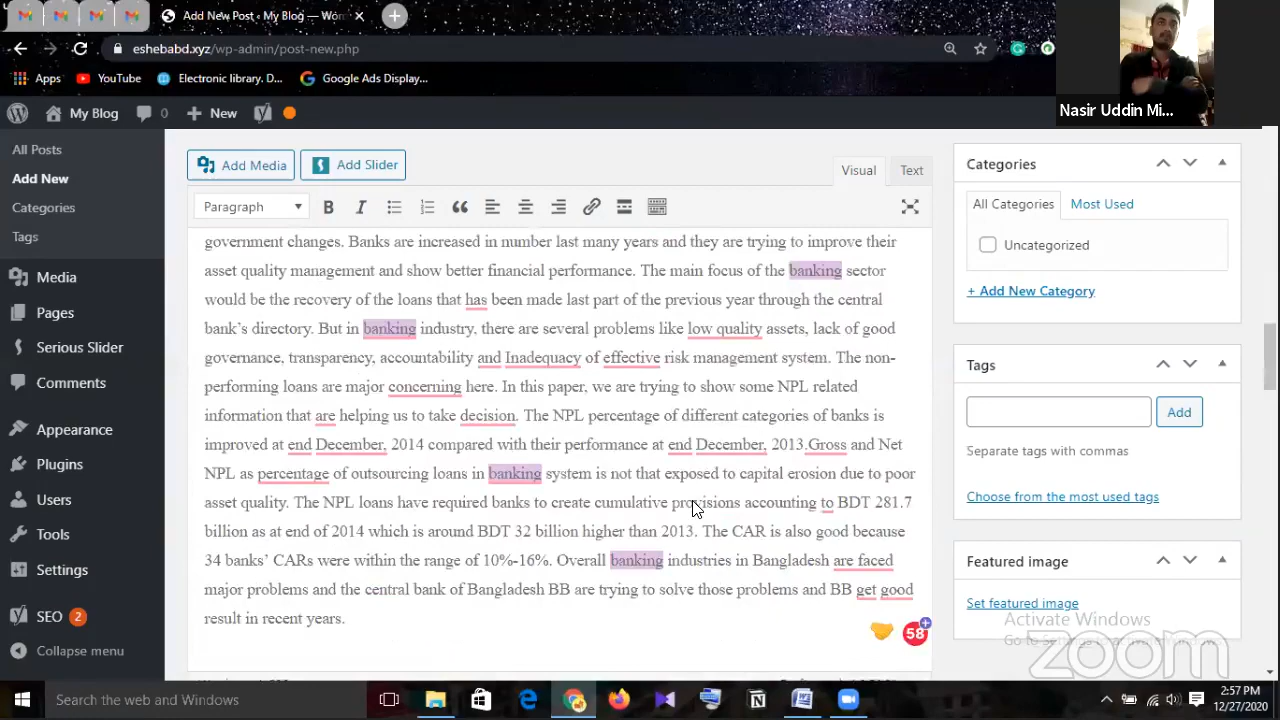 Add New Post ‹ My Blog — Wor
eshebabd.xyz/wp-admin/post-new.php
Apps
YouTube
Electronic library. D...
Google Ads Display...
Nasir Uddin Mi...
My Blog
0
New
All Posts
Add New
Categories
Tags
Media
Pages
Serious Slider
Comments
Appearance
Plugins
Users
Tools
Settings
SEO 2
Collapse menu
Add Media
Add Slider
Visual
Text
Paragraph
government changes. Banks are increased in number last many years and they are trying to improve their
asset quality management and show better financial performance. The main focus of the banking sector
would be the recovery of the loans that has been made last part of the previous year through the central
bank's directory. But in banking industry, there are several problems like low quality assets, lack of good
governance, transparency, accountability and Inadequacy of effective risk management system. The non-
performing loans are major concerning here. In this paper, we are trying to show some NPL related
information that are helping us to take decision. The NPL percentage of different categories of banks is
improved at end December, 2014 compared with their performance at end December, 2013.Gross and Net
NPL as percentage of outsourcing loans in banking system is not that exposed to capital erosion due to poor
asset quality. The NPL loans have required banks to create cumulative provisions accounting to BDT 281.7
billion as at end of 2014 which is around BDT 32 billion higher than 2013. The CAR is also good because
34 banks' CARs were within the range of 10%-16%. Overall banking industries in Bangladesh are faced
major problems and the central bank of Bangladesh BB are trying to solve those problems and BB get good
result in recent years.
58
Categories
All Categories
Most Used
Uncategorized
+ Add New Category
Tags
Add
Separate tags with commas
Choose from the most used tags
Featured image
Set featured image
Activate Windows
zoom
Search the web and Windows
2:57 PM
12/27/2020